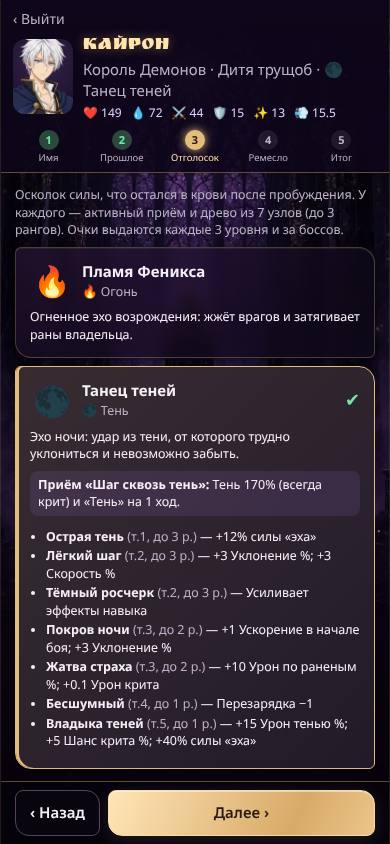 ‹ Выйти
КАЙРОН
Король Демонов · Дитя трущоб · 🌑
Танец теней
❤️ 149 💧 72 ⚔️ 44 🛡️ 15 ✨ 13 💨 15.5
1 2 3 4 5
Имя Прошлое Отголосок Ремесло Итог
Осколок силы, что остался в крови после пробуждения. У
каждого — активный приём и древо из 7 узлов (до 3
рангов). Очки выдаются каждые 3 уровня и за боссов.
Пламя Феникса
🔥 Огонь
Огненное эхо возрождения: жжёт врагов и затягивает
раны владельца.
Танец теней
🌑 Тень
✔
Эхо ночи: удар из тени, от которого трудно
уклониться и невозможно забыть.
Приём «Шаг сквозь тень»: Тень 170% (всегда
крит) и «Тень» на 1 ход.
• Острая тень (т.1, до 3 р.) — +12% силы «эха»
• Лёгкий шаг (т.2, до 3 р.) — +3 Уклонение %; +3
Скорость %
• Тёмный росчерк (т.2, до 3 р.) — Усиливает
эффекты навыка
• Покров ночи (т.3, до 2 р.) — +1 Ускорение в начале
боя; +3 Уклонение %
• Жатва страха (т.3, до 2 р.) — +10 Урон по раненым
%; +0.1 Урон крита
• Бесшумный (т.4, до 1 р.) — Перезарядка −1
• Владыка теней (т.5, до 1 р.) — +15 Урон тенью %;
+5 Шанс крита %; +40% силы «эха»
‹ Назад
Далее ›